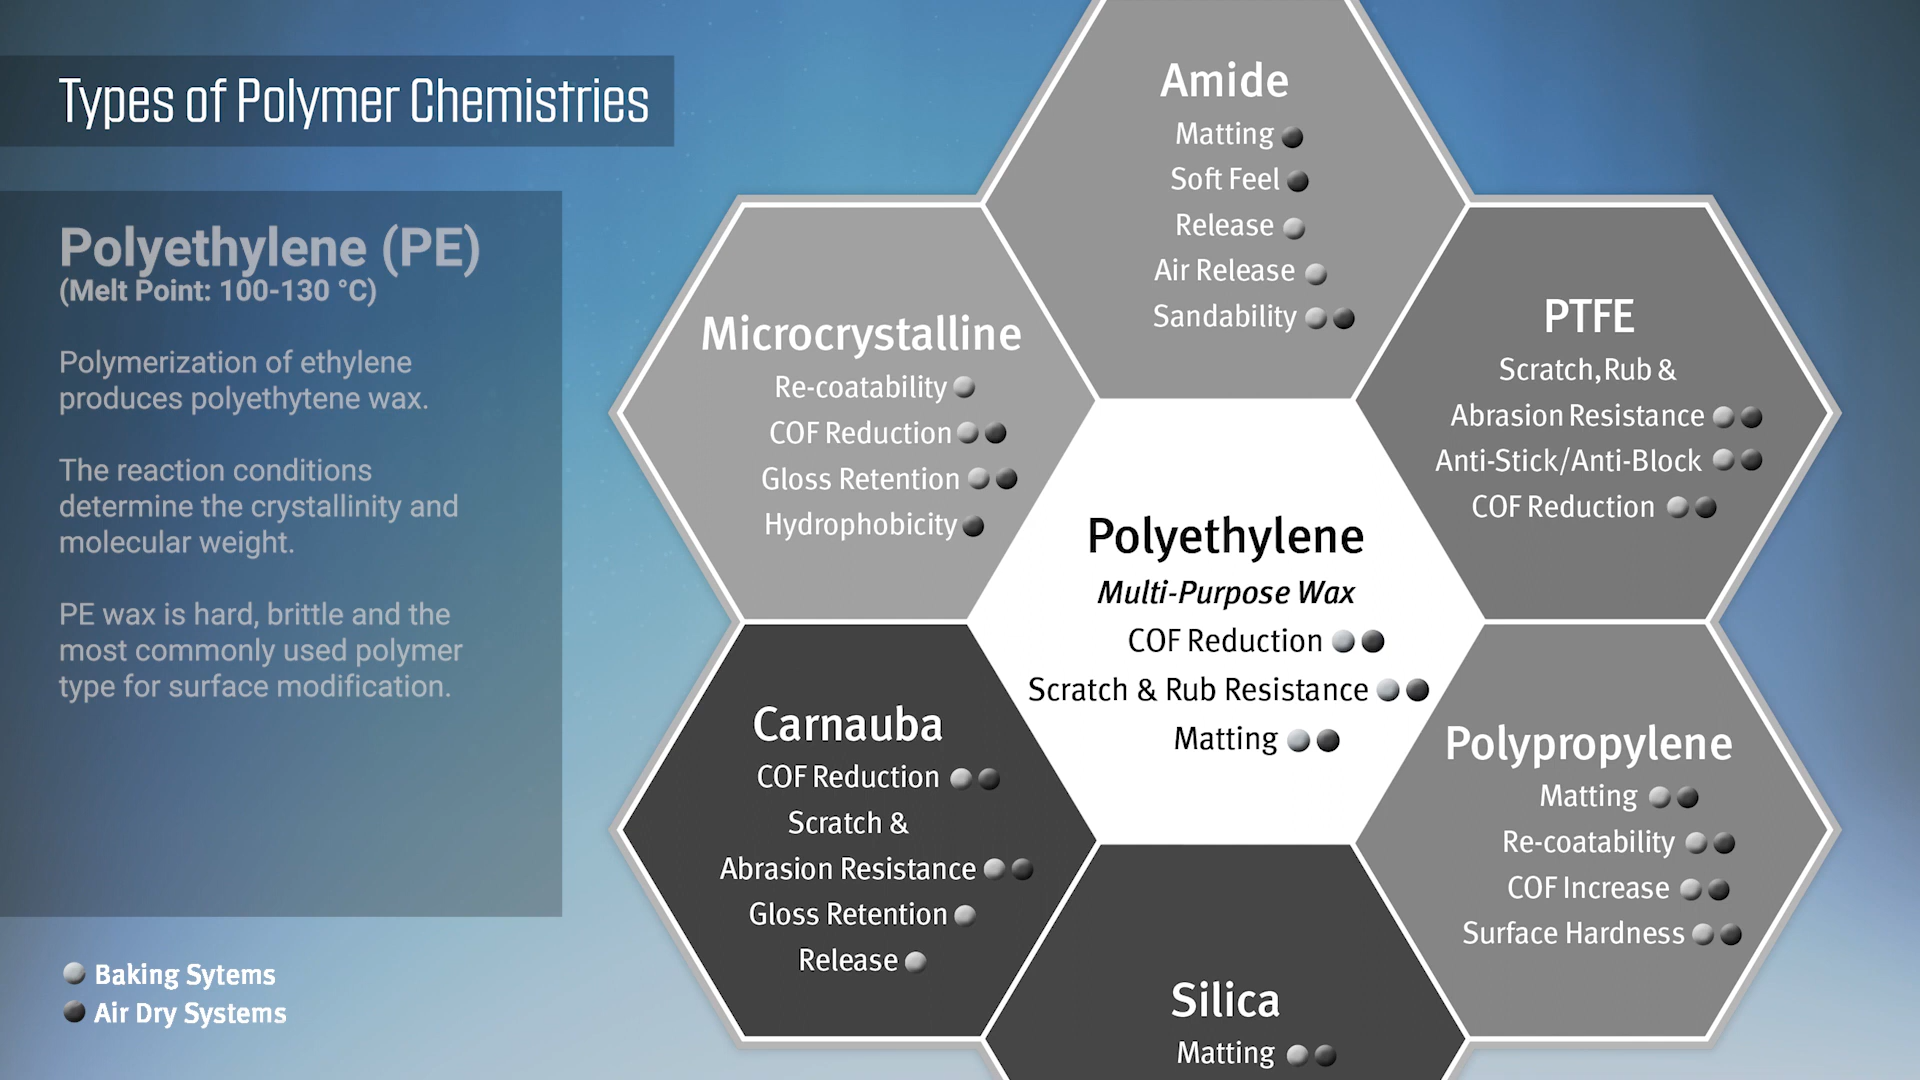 Types of Polymer Chemistries
Polyethylene (PE)
(Melt Point: 100-130 °C)
Polymerization of ethylene
produces polyethytene wax.
The reaction conditions
determine the crystallinity and
molecular weight.
PE wax is hard, brittle and the
most commonly used polymer
type for surface modification.
Baking Sytems
Air Dry Systems
Amide
Matting
Soft Feel
Release
Air Release
Sandability
Microcrystalline
Re-coatability
COF Reduction
Gloss Retention
Hydrophobicity
PTFE
Scratch, Rub &
Abrasion Resistance
Anti-Stick/Anti-Block
COF Reduction
Polyethylene
Multi-Purpose Wax
COF Reduction
Scratch & Rub Resistance
Matting
Carnauba
COF Reduction
Scratch &
Abrasion Resistance
Gloss Retention
Release
Polypropylene
Matting
Re-coatability
COF Increase
Surface Hardness
Silica
Matting